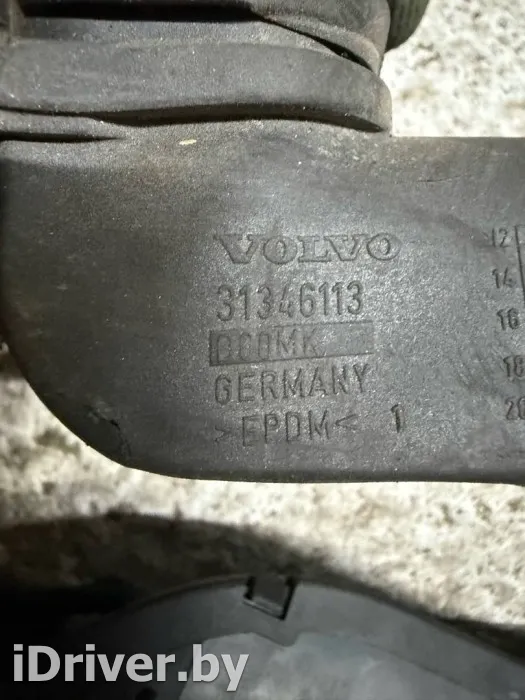 VOLVO
31346113
GERMANY
>EPDM< 1
12
14
16
18
20
iDriver.by